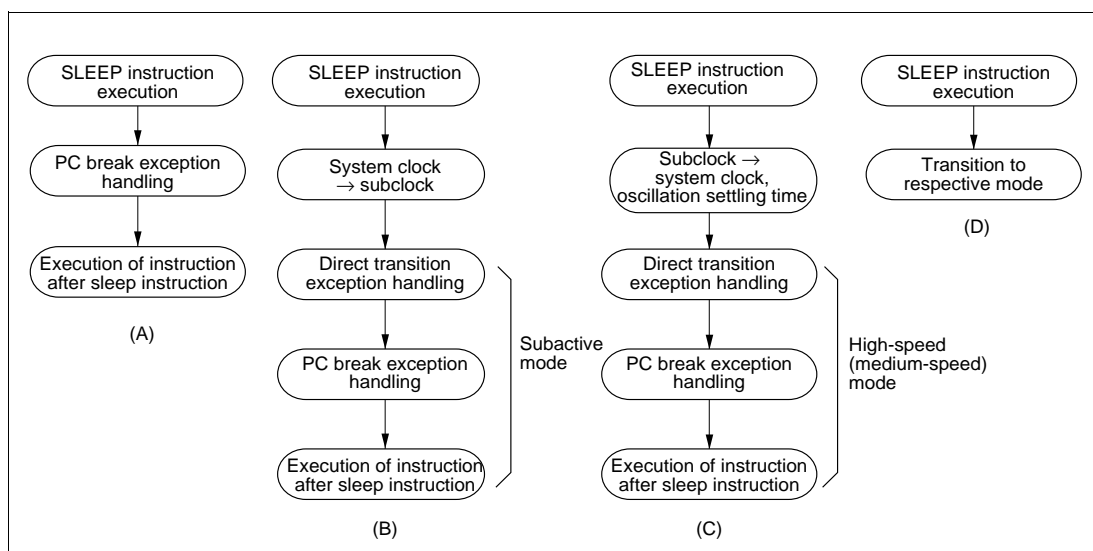 SLEEP instruction
execution
PC break exception
handling
Execution of instruction
after sleep instruction
(A)
SLEEP instruction
execution
System clock
→ subclock
Direct transition
exception handling
PC break exception
handling
Execution of instruction
after sleep instruction
Subactive
mode
(B)
SLEEP instruction
execution
Subclock →
system clock,
oscillation settling time
Direct transition
exception handling
PC break exception
handling
Execution of instruction
after sleep instruction
High-speed
(medium-speed)
mode
(C)
SLEEP instruction
execution
Transition to
respective mode
(D)